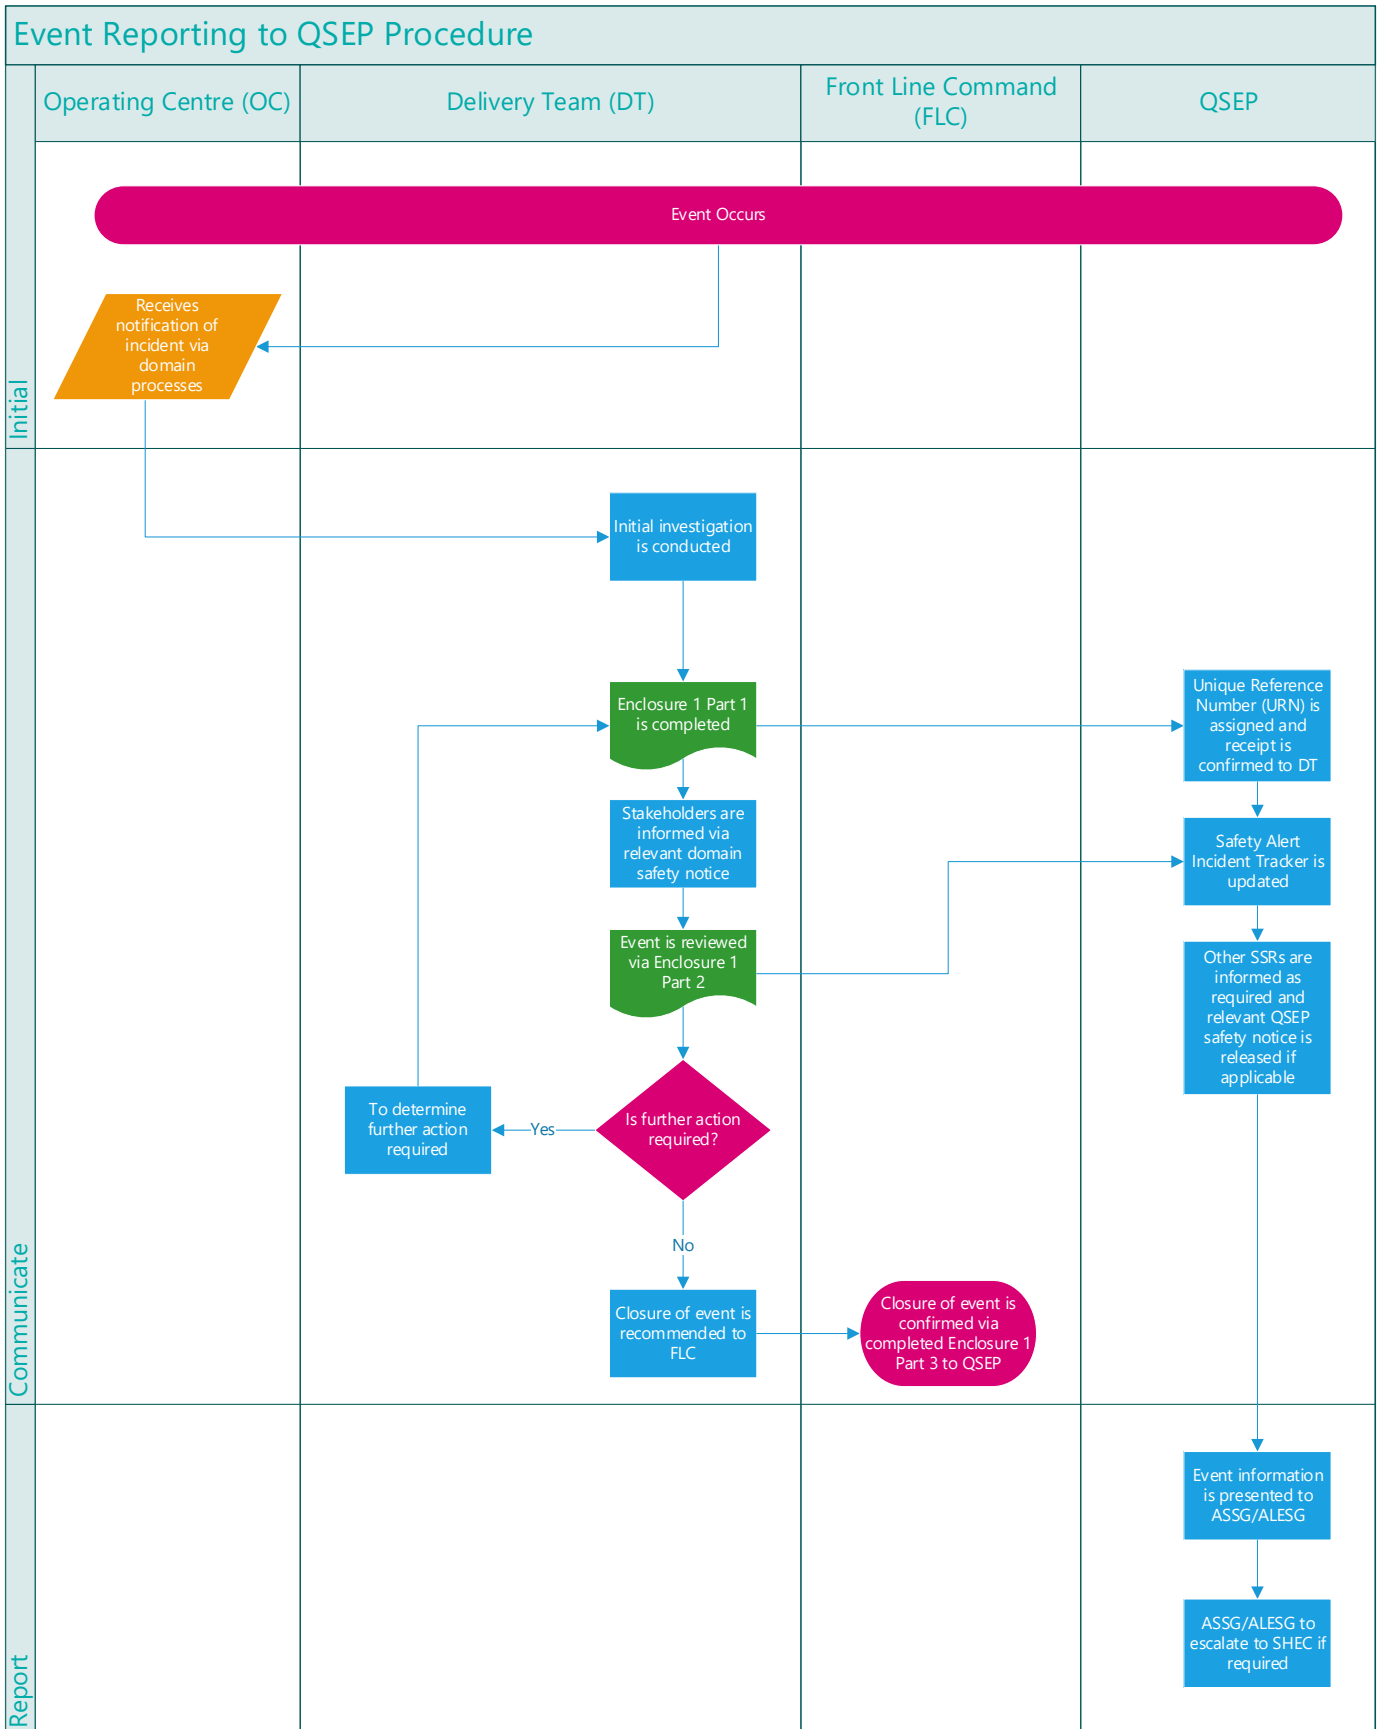 Event Reporting to QSEP Procedure
Operating Centre (OC)
Delivery Team (DT)
Front Line Command
(FLC)
QSEP
Initial
Event Occurs
Receives
notification of
incident via
domain
processes
Communicate
Initial investigation
is conducted
Enclosure 1 Part 1
is completed
Unique Reference
Number (URN) is
assigned and
receipt is
confirmed to DT
Stakeholders are
informed via
relevant domain
safety notice
Safety Alert
Incident Tracker is
updated
Event is reviewed
via Enclosure 1
Part 2
Other SSRs are
informed as
required and
relevant QSEP
safety notice is
released if
applicable
Is further action
required?
Yes
To determine
further action
required
No
Closure of event is
recommended to
FLC
Closure of event is
confirmed via
completed Enclosure 1
Part 3 to QSEP
Report
Event information
is presented to
ASSG/ALESG
ASSG/ALESG to
escalate to SHEC if
required